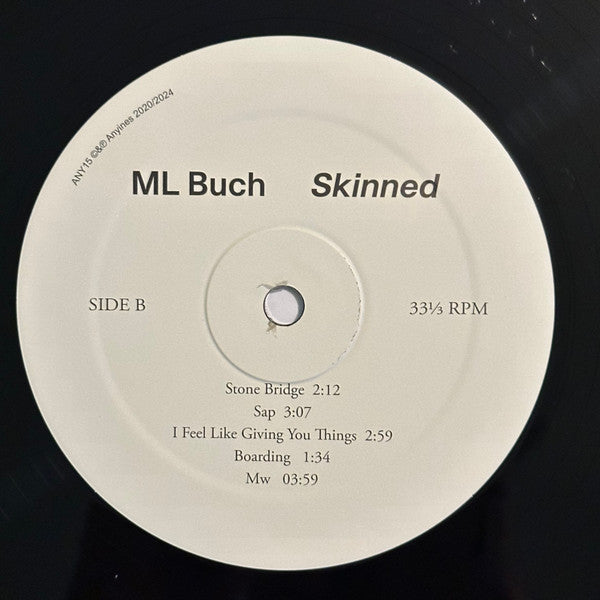 ANY15 ©&℗ Anyines 2020/2024
ML Buch Skinned
SIDE B
33⅓ RPM
Stone Bridge 2:12
Sap 3:07
I Feel Like Giving You Things 2:59
Boarding 1:34
Mw 03:59